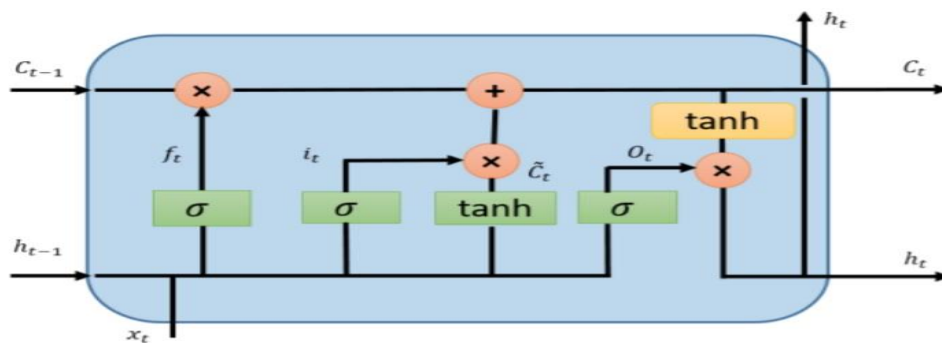 h_t
C_{t-1} × + C_t
tanh
f_t i_t × C̃_t O_t ×
σ σ tanh σ
h_{t-1} h_t
x_t